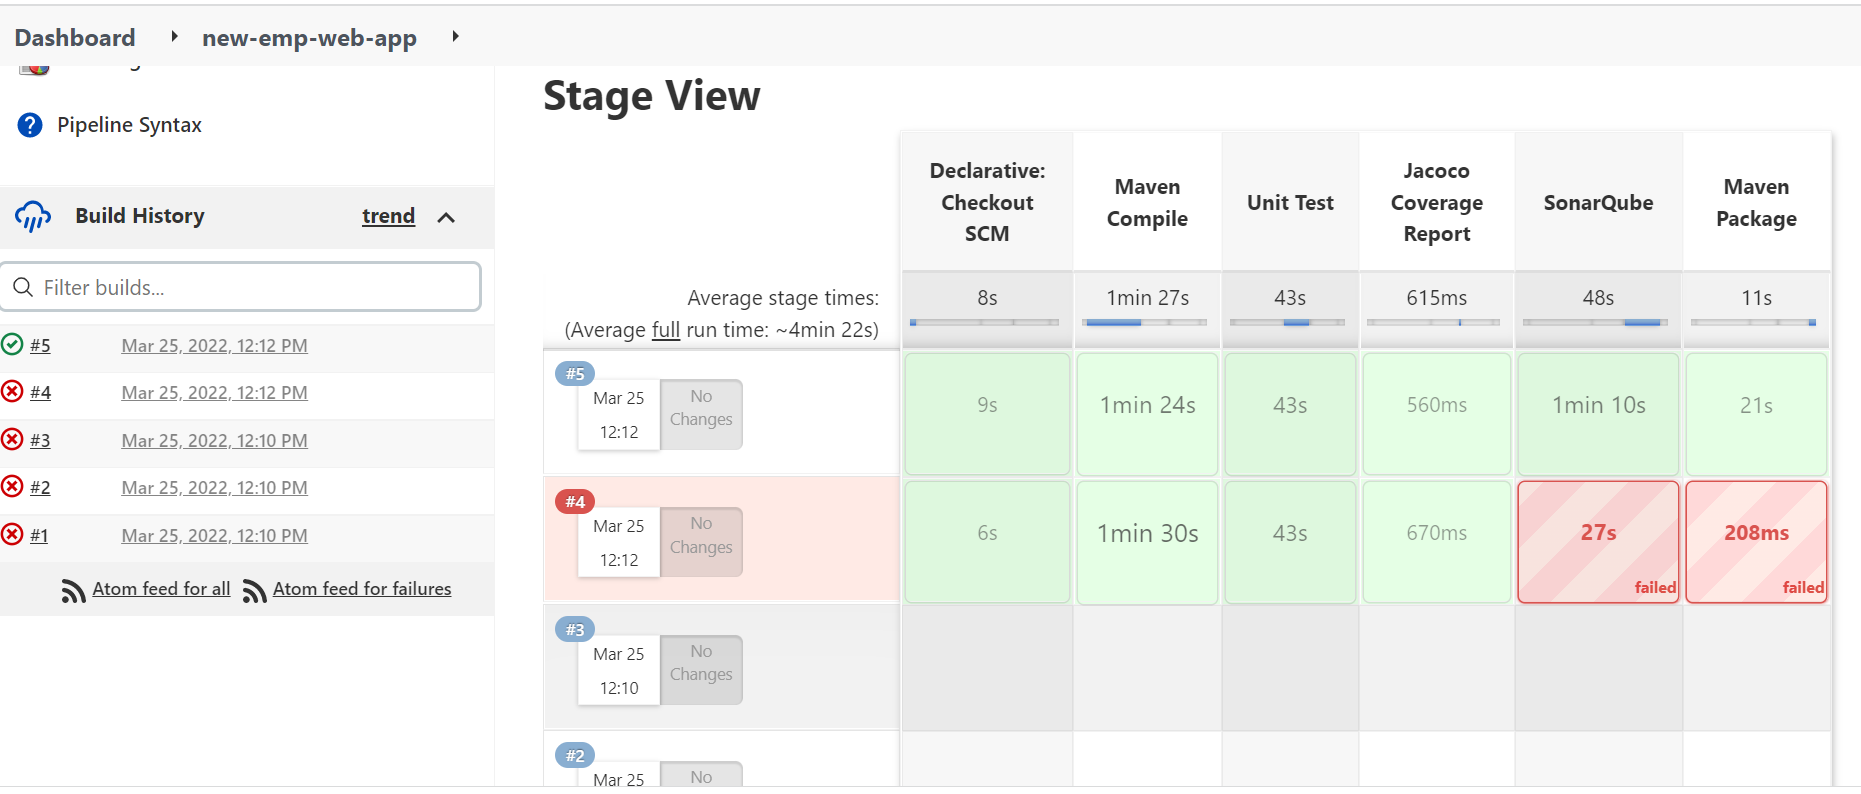 Dashboard
new-emp-web-app
Pipeline Syntax
Build History
trend
Filter builds...
#5 Mar 25, 2022, 12:12 PM
#4 Mar 25, 2022, 12:12 PM
#3 Mar 25, 2022, 12:10 PM
#2 Mar 25, 2022, 12:10 PM
#1 Mar 25, 2022, 12:10 PM
Atom feed for all
Atom feed for failures
Stage View
Declarative:
Checkout
SCM
Maven
Compile
Unit Test
Jacoco
Coverage
Report
SonarQube
Maven
Package
Average stage times:
(Average full run time: ~4min 22s)
8s
1min 27s
43s
615ms
48s
11s
#5
Mar 25
12:12
No
Changes
9s
1min 24s
43s
560ms
1min 10s
21s
#4
Mar 25
12:12
No
Changes
6s
1min 30s
43s
670ms
27s
failed
208ms
failed
#3
Mar 25
12:10
No
Changes
#2
Mar 25
No